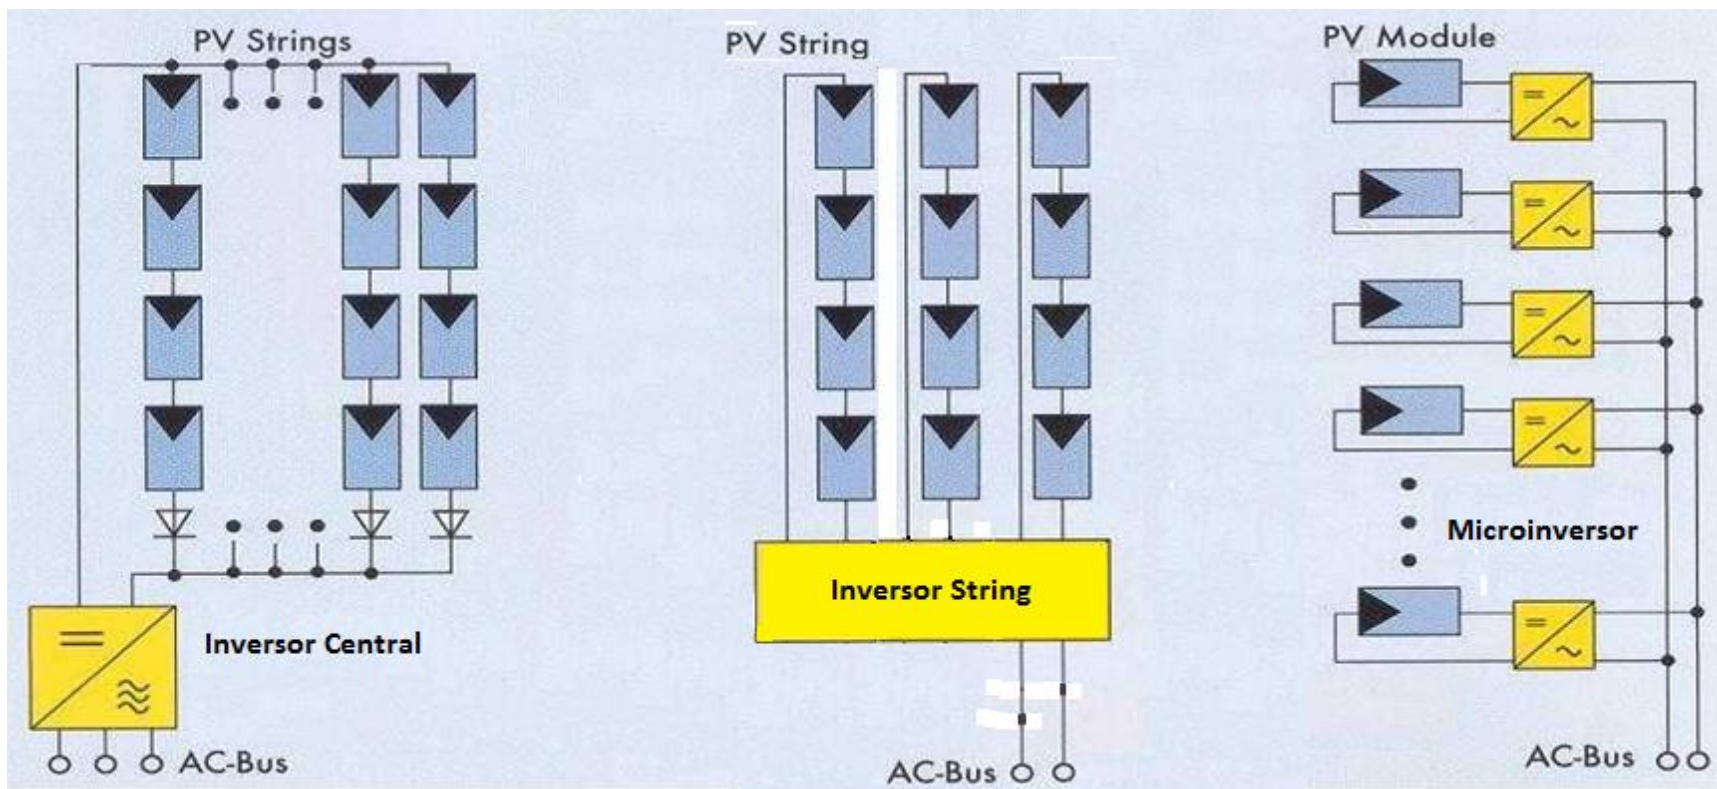 PV Strings
Inversor Central
AC-Bus
PV String
Inversor String
AC-Bus
PV Module
Microinversor
AC-Bus